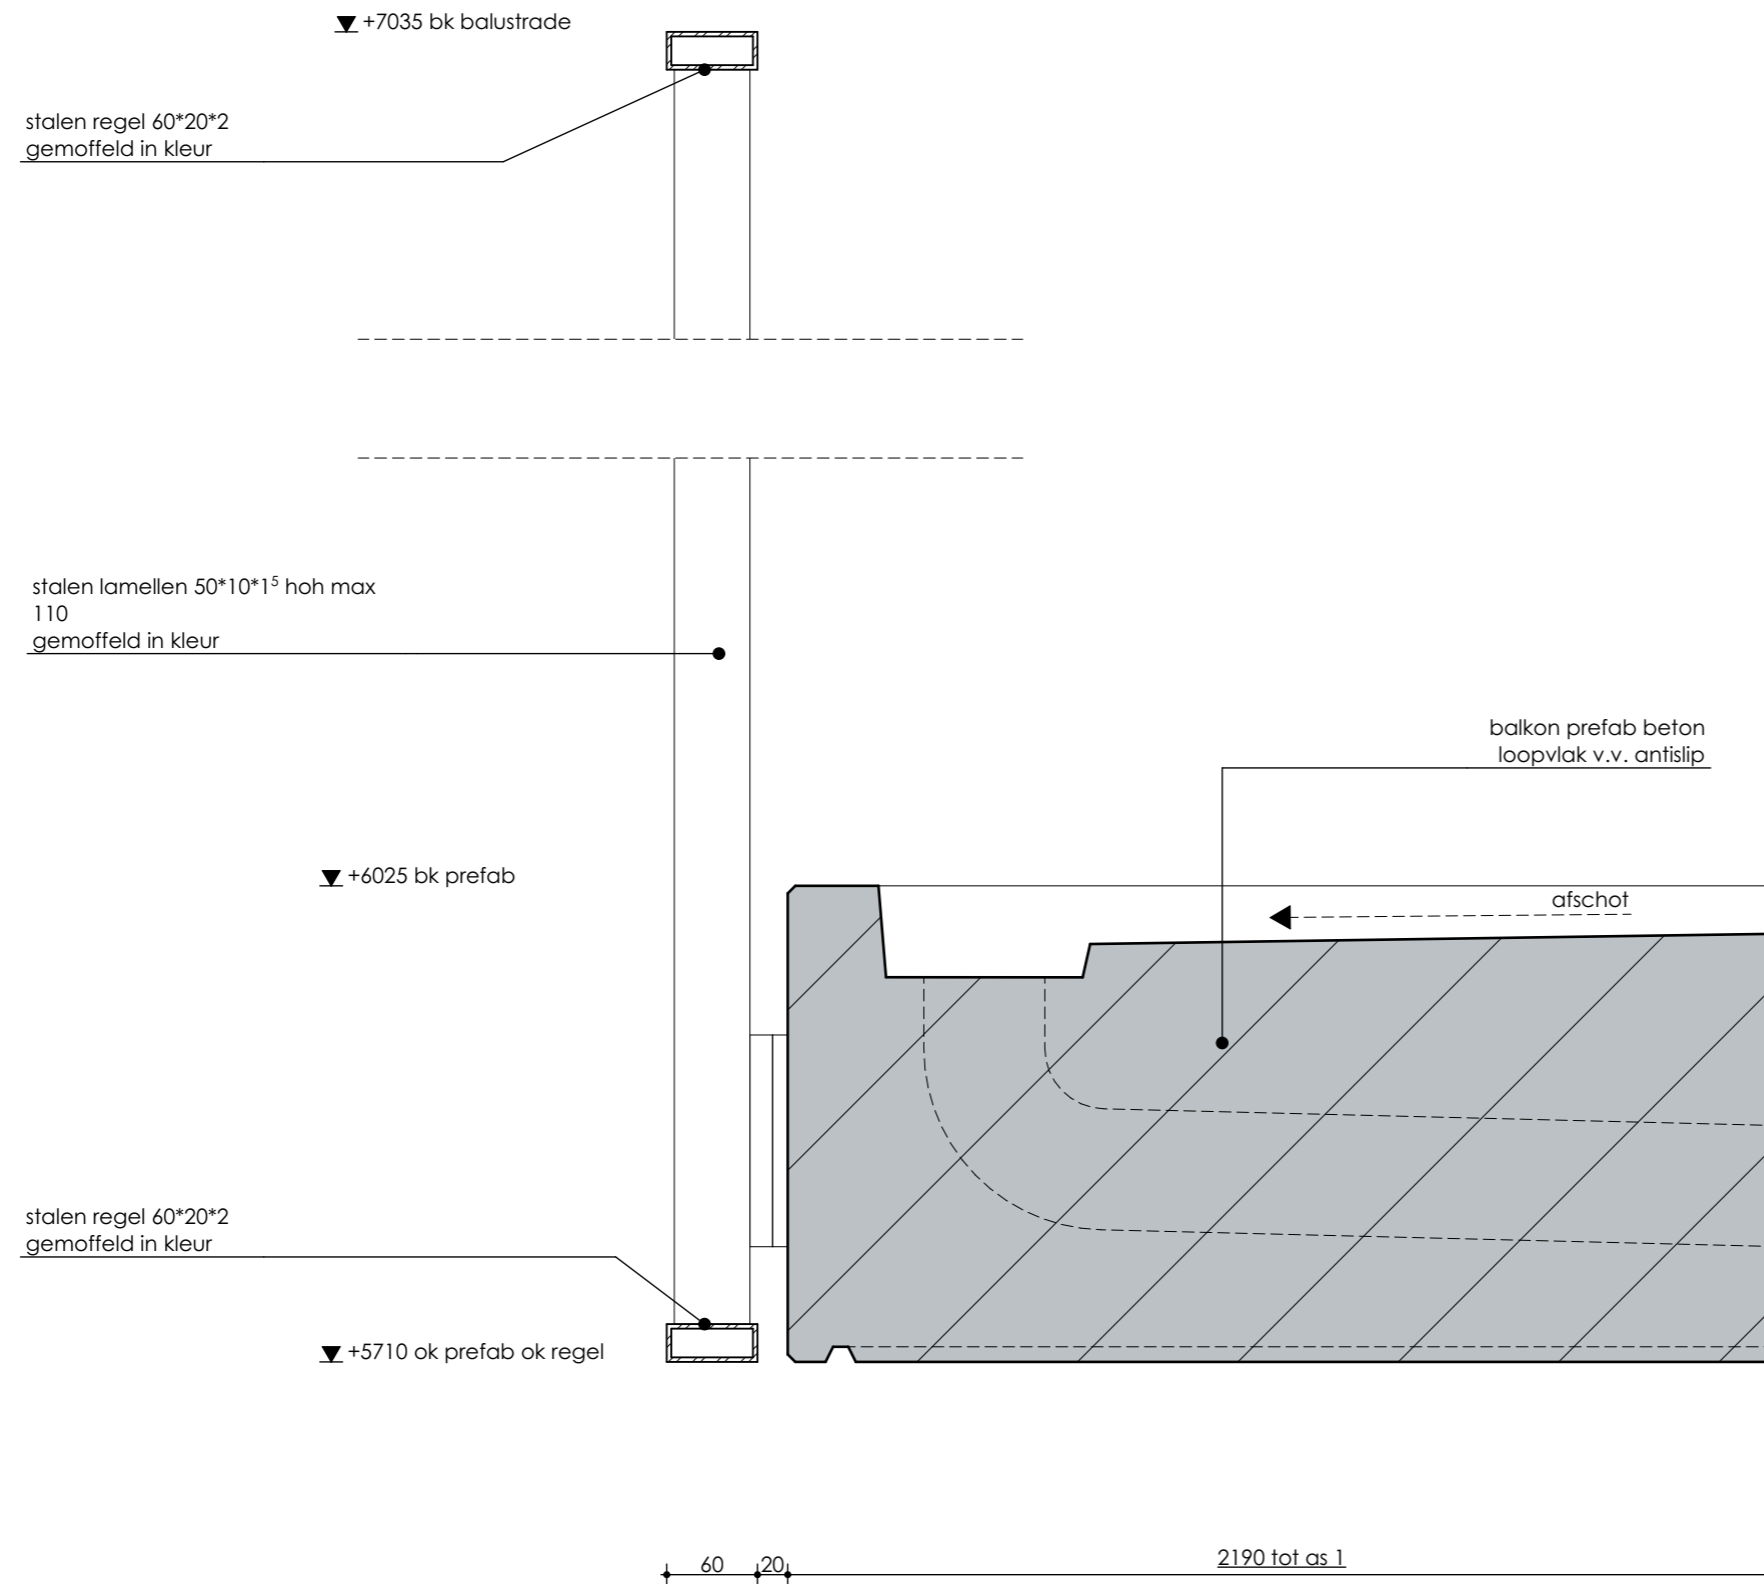 +7035 bk balustrade
stalen regel 60*20*2
gemoffeld in kleur
stalen lamellen 50*10*1⁵ hoh max
110
gemoffeld in kleur
balkon prefab beton
loopvlak v.v. antislip
+6025 bk prefab
afschot
stalen regel 60*20*2
gemoffeld in kleur
+5710 ok prefab ok regel
60
20
2190 tot as 1